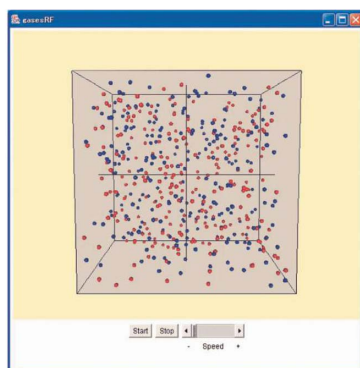 gasesRF
Start Stop
- Speed +